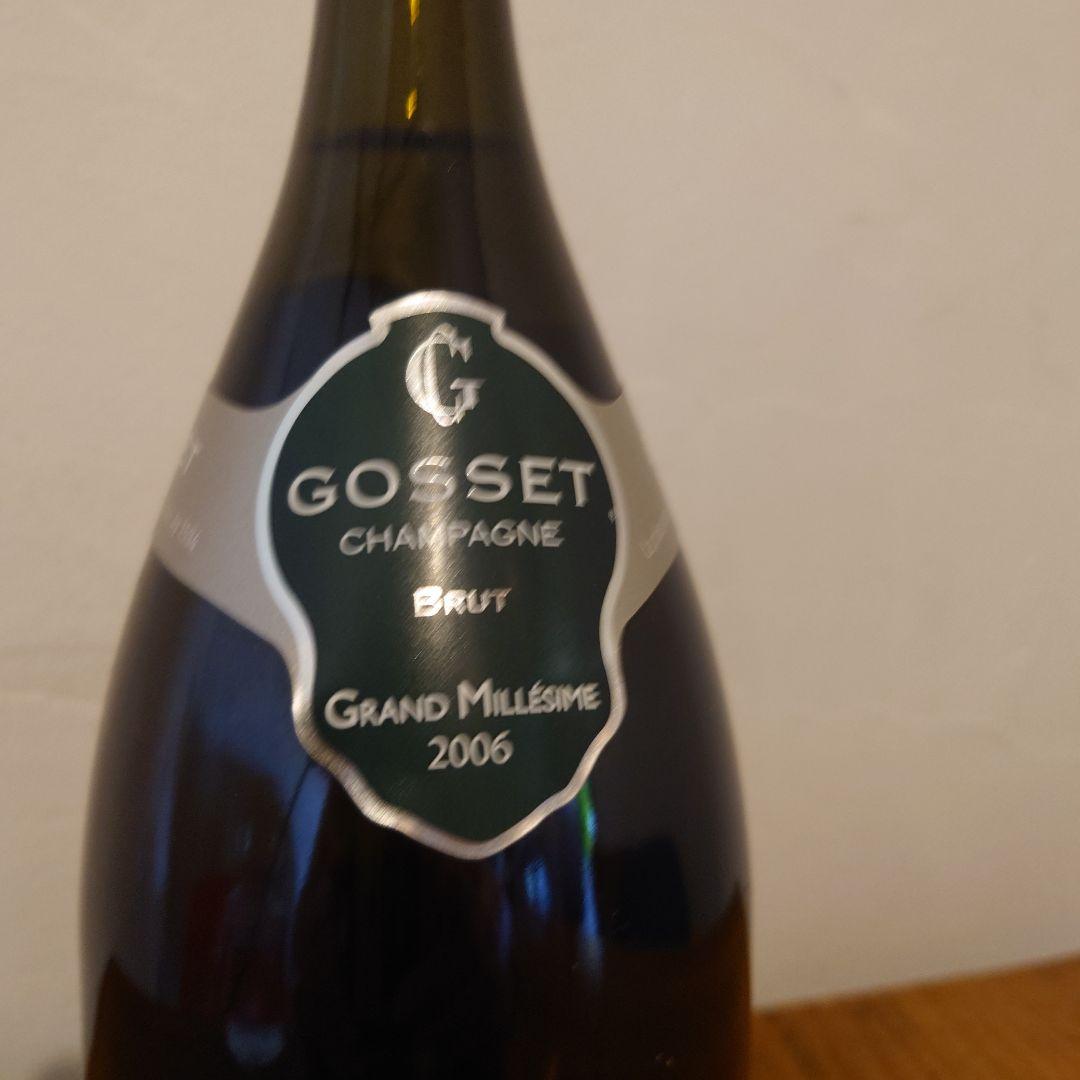 G
GOSSET
CHAMPAGNE
BRUT
GRAND MILLÉSIME
2006